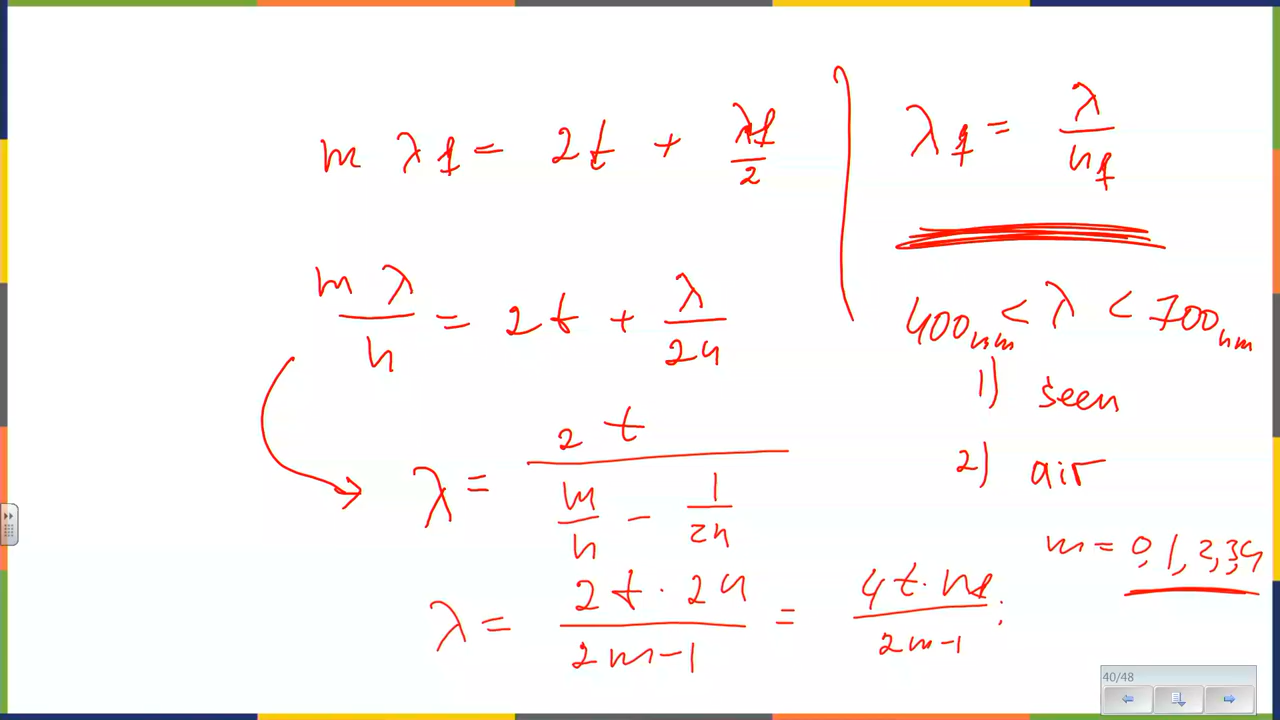 m λf = 2t + λf/2
λf = λ/nf
mλ/n = 2t + λ/2n
400nm < λ < 700nm
1) seen
λ = 2t / (m/n - 1/2n)
2) air
m = 0, 1, 2, 3, 4
λ = 2t · 2n / 2m-1 = 4t · nf / 2m-1 ;
40/48